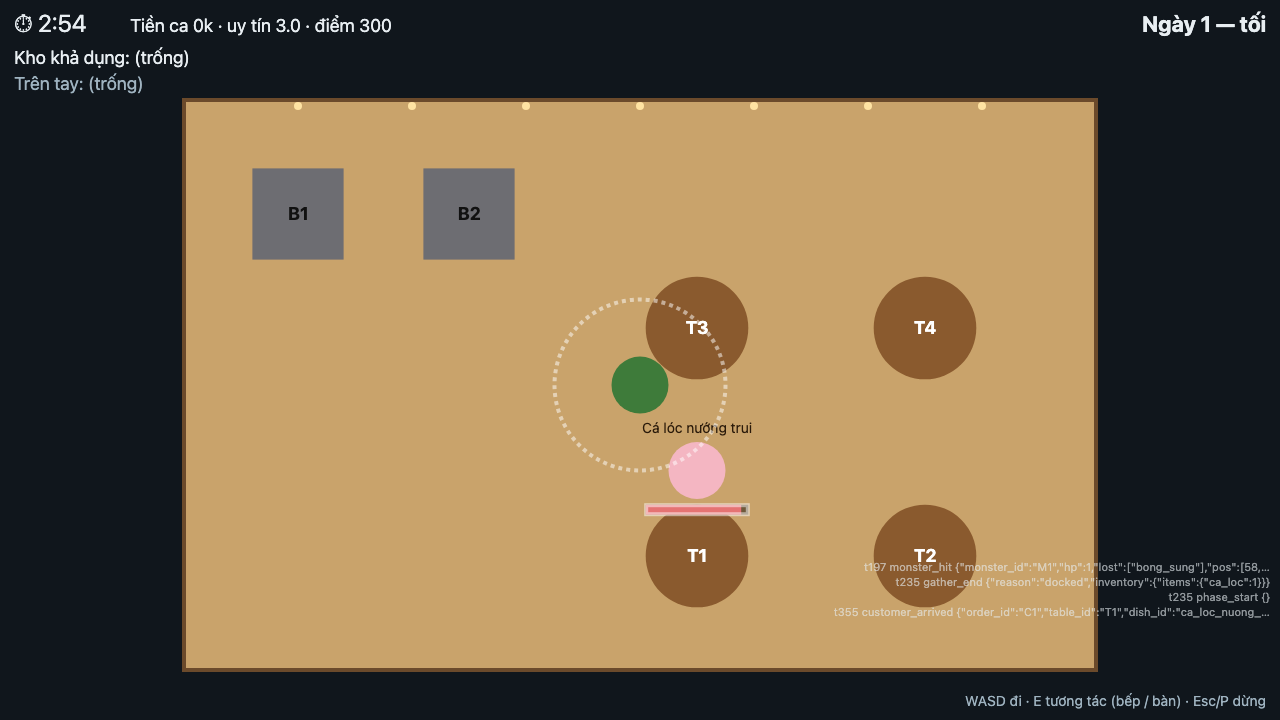 ⏱ 2:54
Tiền ca 0k · uy tín 3.0 · điểm 300
Ngày 1 — tối
Kho khả dụng: (trống)
Trên tay: (trống)
B1
B2
T3
T4
Cá lóc nướng trui
T1
T2
t197 monster_hit {"monster_id":"M1","hp":1,"lost":["bong_sung"],"pos":[58,...
t235 gather_end {"reason":"docked","inventory":{"items":{"ca_loc":1}}}
t235 phase_start {}
t355 customer_arrived {"order_id":"C1","table_id":"T1","dish_id":"ca_loc_nuong_...
WASD đi · E tương tác (bếp / bàn) · Esc/P dừng